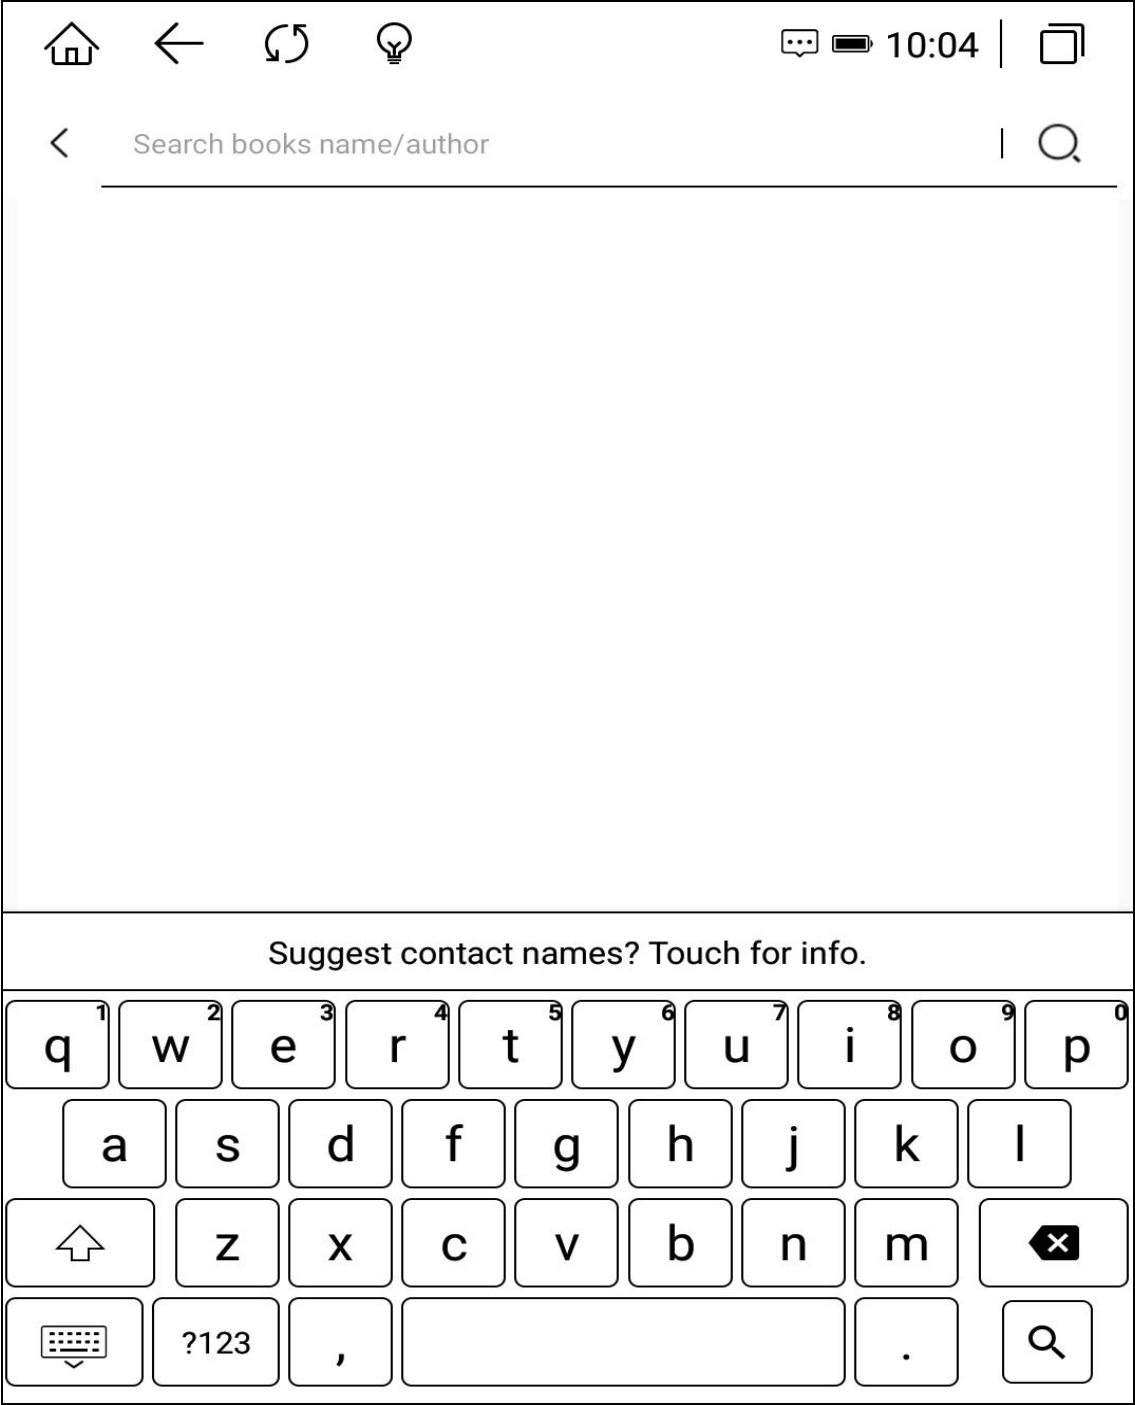 10:04
Search books name/author
Suggest contact names? Touch for info.
q 1 w 2 e 3 r 4 t 5 y 6 u 7 i 8 o 9 p 0
a s d f g h j k l
z x c v b n m
?123 , .